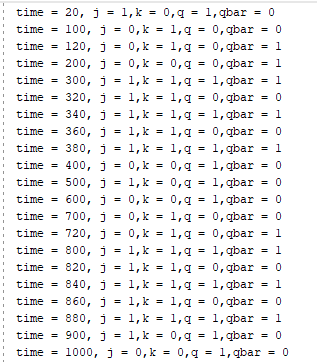 time = 20, j = 1,k = 0,q = 1,qbar = 0
time = 100, j = 0,k = 1,q = 0,qbar = 0
time = 120, j = 0,k = 1,q = 0,qbar = 1
time = 200, j = 0,k = 0,q = 0,qbar = 1
time = 300, j = 1,k = 1,q = 1,qbar = 1
time = 320, j = 1,k = 1,q = 0,qbar = 0
time = 340, j = 1,k = 1,q = 1,qbar = 1
time = 360, j = 1,k = 1,q = 0,qbar = 0
time = 380, j = 1,k = 1,q = 1,qbar = 1
time = 400, j = 0,k = 0,q = 1,qbar = 0
time = 500, j = 1,k = 0,q = 1,qbar = 0
time = 600, j = 0,k = 0,q = 1,qbar = 0
time = 700, j = 0,k = 1,q = 0,qbar = 0
time = 720, j = 0,k = 1,q = 0,qbar = 1
time = 800, j = 1,k = 1,q = 1,qbar = 1
time = 820, j = 1,k = 1,q = 0,qbar = 0
time = 840, j = 1,k = 1,q = 1,qbar = 1
time = 860, j = 1,k = 1,q = 0,qbar = 0
time = 880, j = 1,k = 1,q = 1,qbar = 1
time = 900, j = 1,k = 0,q = 1,qbar = 0
time = 1000, j = 0,k = 0,q = 1,qbar = 0